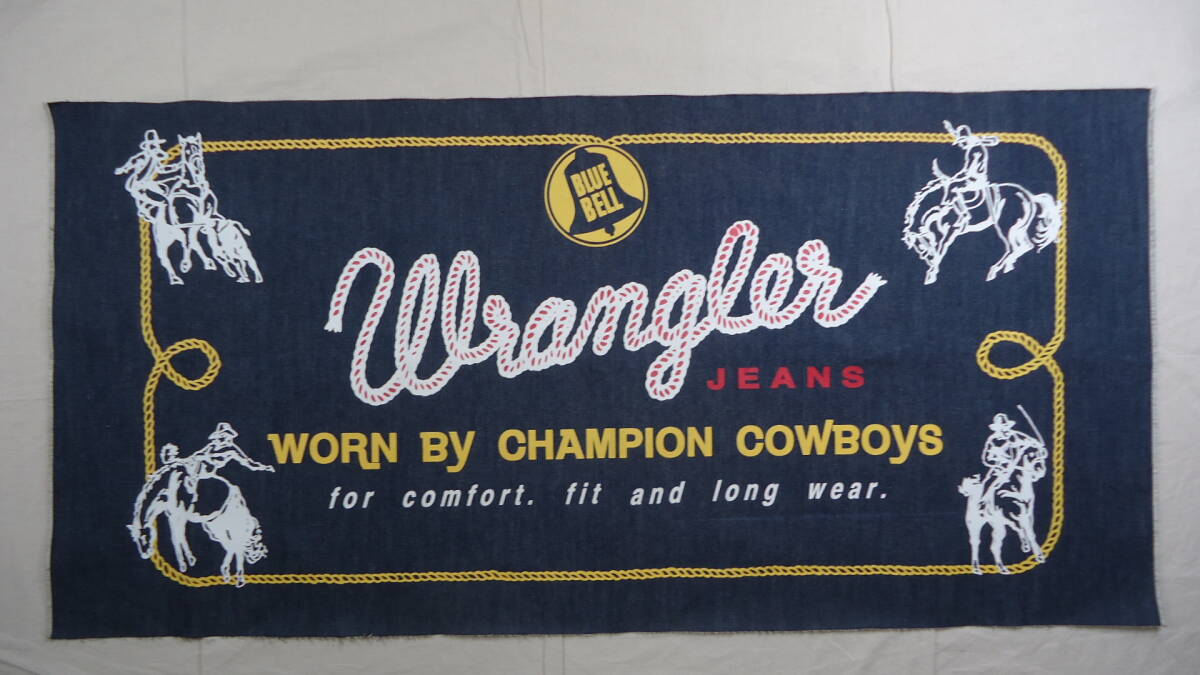 BLUE
BELL
Wrangler
JEANS
WORN By CHAMPION COWBOyS
for comfort. fit and long wear.